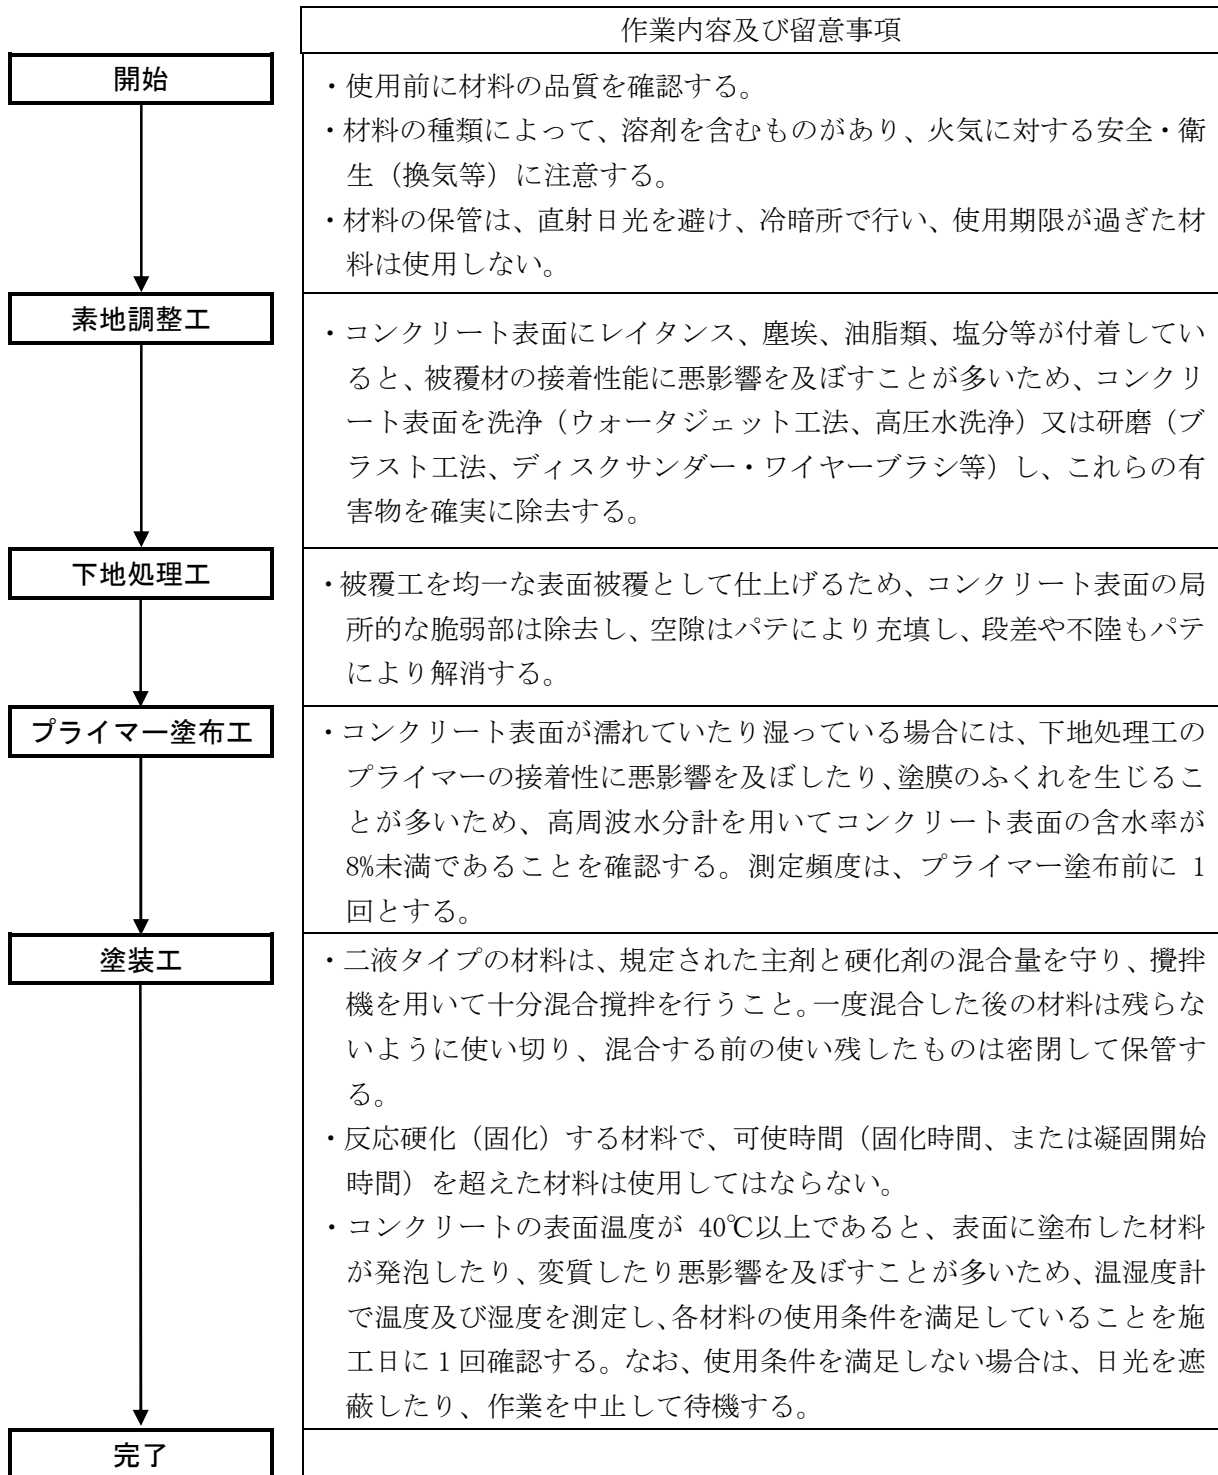 作業内容及び留意事項
開始
・使用前に材料の品質を確認する。
・材料の種類によって、溶剤を含むものがあり、火気に対する安全・衛
生（換気等）に注意する。
・材料の保管は、直射日光を避け、冷暗所で行い、使用期限が過ぎた材
料は使用しない。
素地調整工
・コンクリート表面にレイタンス、塵埃、油脂類、塩分等が付着してい
ると、被覆材の接着性能に悪影響を及ぼすことが多いため、コンクリ
ート表面を洗浄（ウォータジェット工法、高圧水洗浄）又は研磨（ブ
ラスト工法、ディスクサンダー・ワイヤーブラシ等）し、これらの有
害物を確実に除去する。
下地処理工
・被覆工を均一な表面被覆として仕上げるため、コンクリート表面の局
所的な脆弱部は除去し、空隙はパテにより充填し、段差や不陸もパテ
により解消する。
プライマー塗布工
・コンクリート表面が濡れていたり湿っている場合には、下地処理工の
プライマーの接着性に悪影響を及ぼしたり、塗膜のふくれを生じるこ
とが多いため、高周波水分計を用いてコンクリート表面の含水率が
8%未満であることを確認する。測定頻度は、プライマー塗布前に 1
回とする。
塗装工
・二液タイプの材料は、規定された主剤と硬化剤の混合量を守り、攪拌
機を用いて十分混合撹拌を行うこと。一度混合した後の材料は残らな
いように使い切り、混合する前の使い残したものは密閉して保管す
る。
・反応硬化（固化）する材料で、可使時間（固化時間、または凝固開始
時間）を超えた材料は使用してはならない。
・コンクリートの表面温度が 40℃以上であると、表面に塗布した材料
が発泡したり、変質したり悪影響を及ぼすことが多いため、温湿度計
で温度及び湿度を測定し、各材料の使用条件を満足していることを施
工日に 1 回確認する。なお、使用条件を満足しない場合は、日光を遮
蔽したり、作業を中止して待機する。
完了